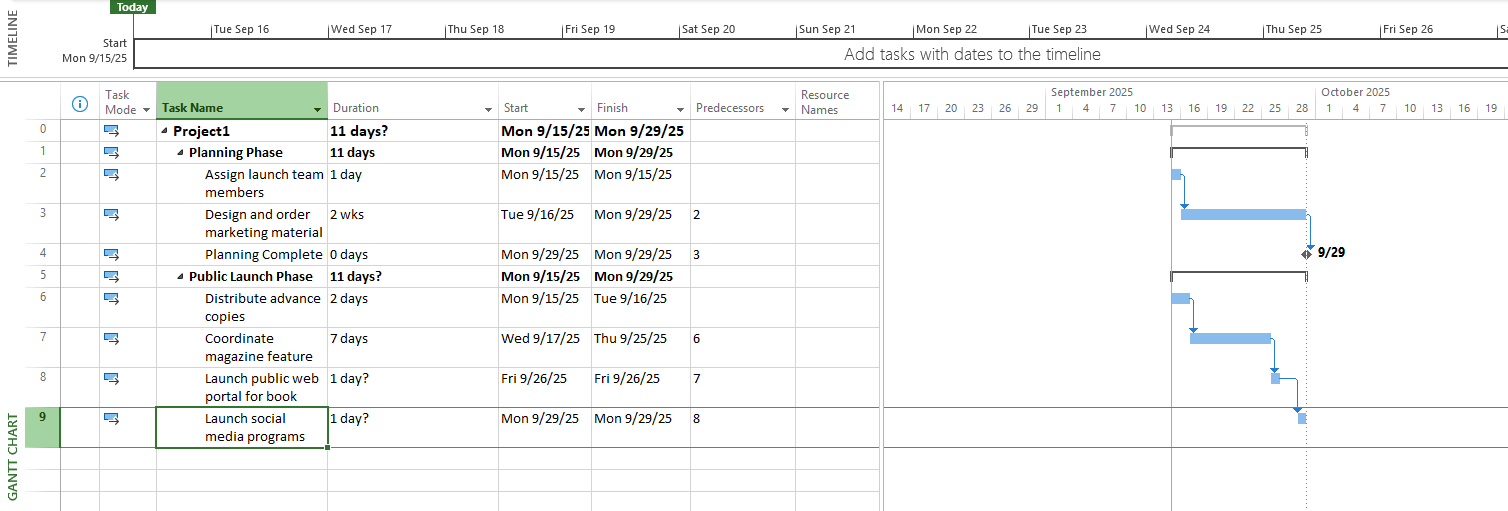 Today
TIMELINE
Tue Sep 16 Wed Sep 17 Thu Sep 18 Fri Sep 19 Sat Sep 20 Sun Sep 21 Mon Sep 22 Tue Sep 23 Wed Sep 24 Thu Sep 25 Fri Sep 26 Sa
Start
Mon 9/15/25
Add tasks with dates to the timeline
Task Mode Task Name Duration Start Finish Predecessors Resource Names
September 2025 October 2025
14 17 20 23 26 29 1 4 7 10 13 16 19 22 25 28 1 4 7 10 13 16 19
0 Project1 11 days? Mon 9/15/25 Mon 9/29/25
1 Planning Phase 11 days Mon 9/15/25 Mon 9/29/25
2 Assign launch team 1 day Mon 9/15/25 Mon 9/15/25
members
3 Design and order 2 wks Tue 9/16/25 Mon 9/29/25 2
marketing material
4 Planning Complete 0 days Mon 9/29/25 Mon 9/29/25 3 9/29
5 Public Launch Phase 11 days? Mon 9/15/25 Mon 9/29/25
6 Distribute advance 2 days Mon 9/15/25 Tue 9/16/25
copies
7 Coordinate 7 days Wed 9/17/25 Thu 9/25/25 6
magazine feature
8 Launch public web 1 day? Fri 9/26/25 Fri 9/26/25 7
portal for book
9 Launch social 1 day? Mon 9/29/25 Mon 9/29/25 8
media programs
GANTT CHART